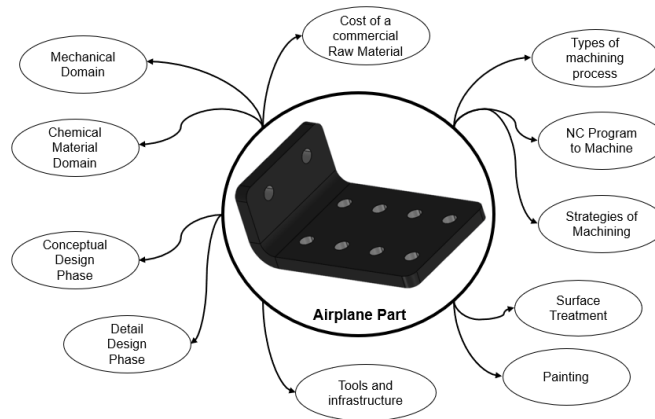 Cost of a
commercial
Raw Material
Mechanical
Domain
Types of
machining
process
Chemical
Material
Domain
NC Program
to Machine
Strategies of
Machining
Conceptual
Design
Phase
Airplane Part
Surface
Treatment
Detail
Design
Phase
Tools and
infrastructure
Painting